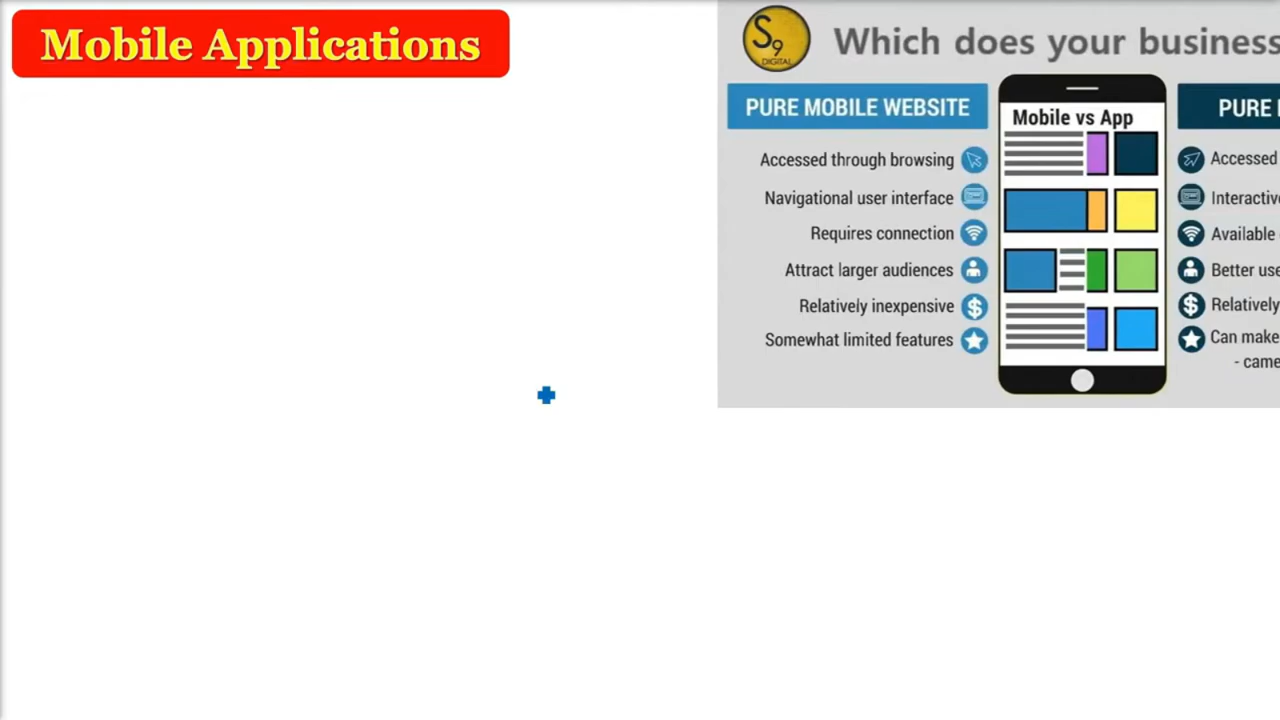 Mobile Applications
S9
DIGITAL
Which does your business
PURE MOBILE WEBSITE
Accessed through browsing
Navigational user interface
Requires connection
Attract larger audiences
Relatively inexpensive
Somewhat limited features
Mobile vs App
PURE
Accessed
Interactive
Available
Better use
Relatively
Can make
- came